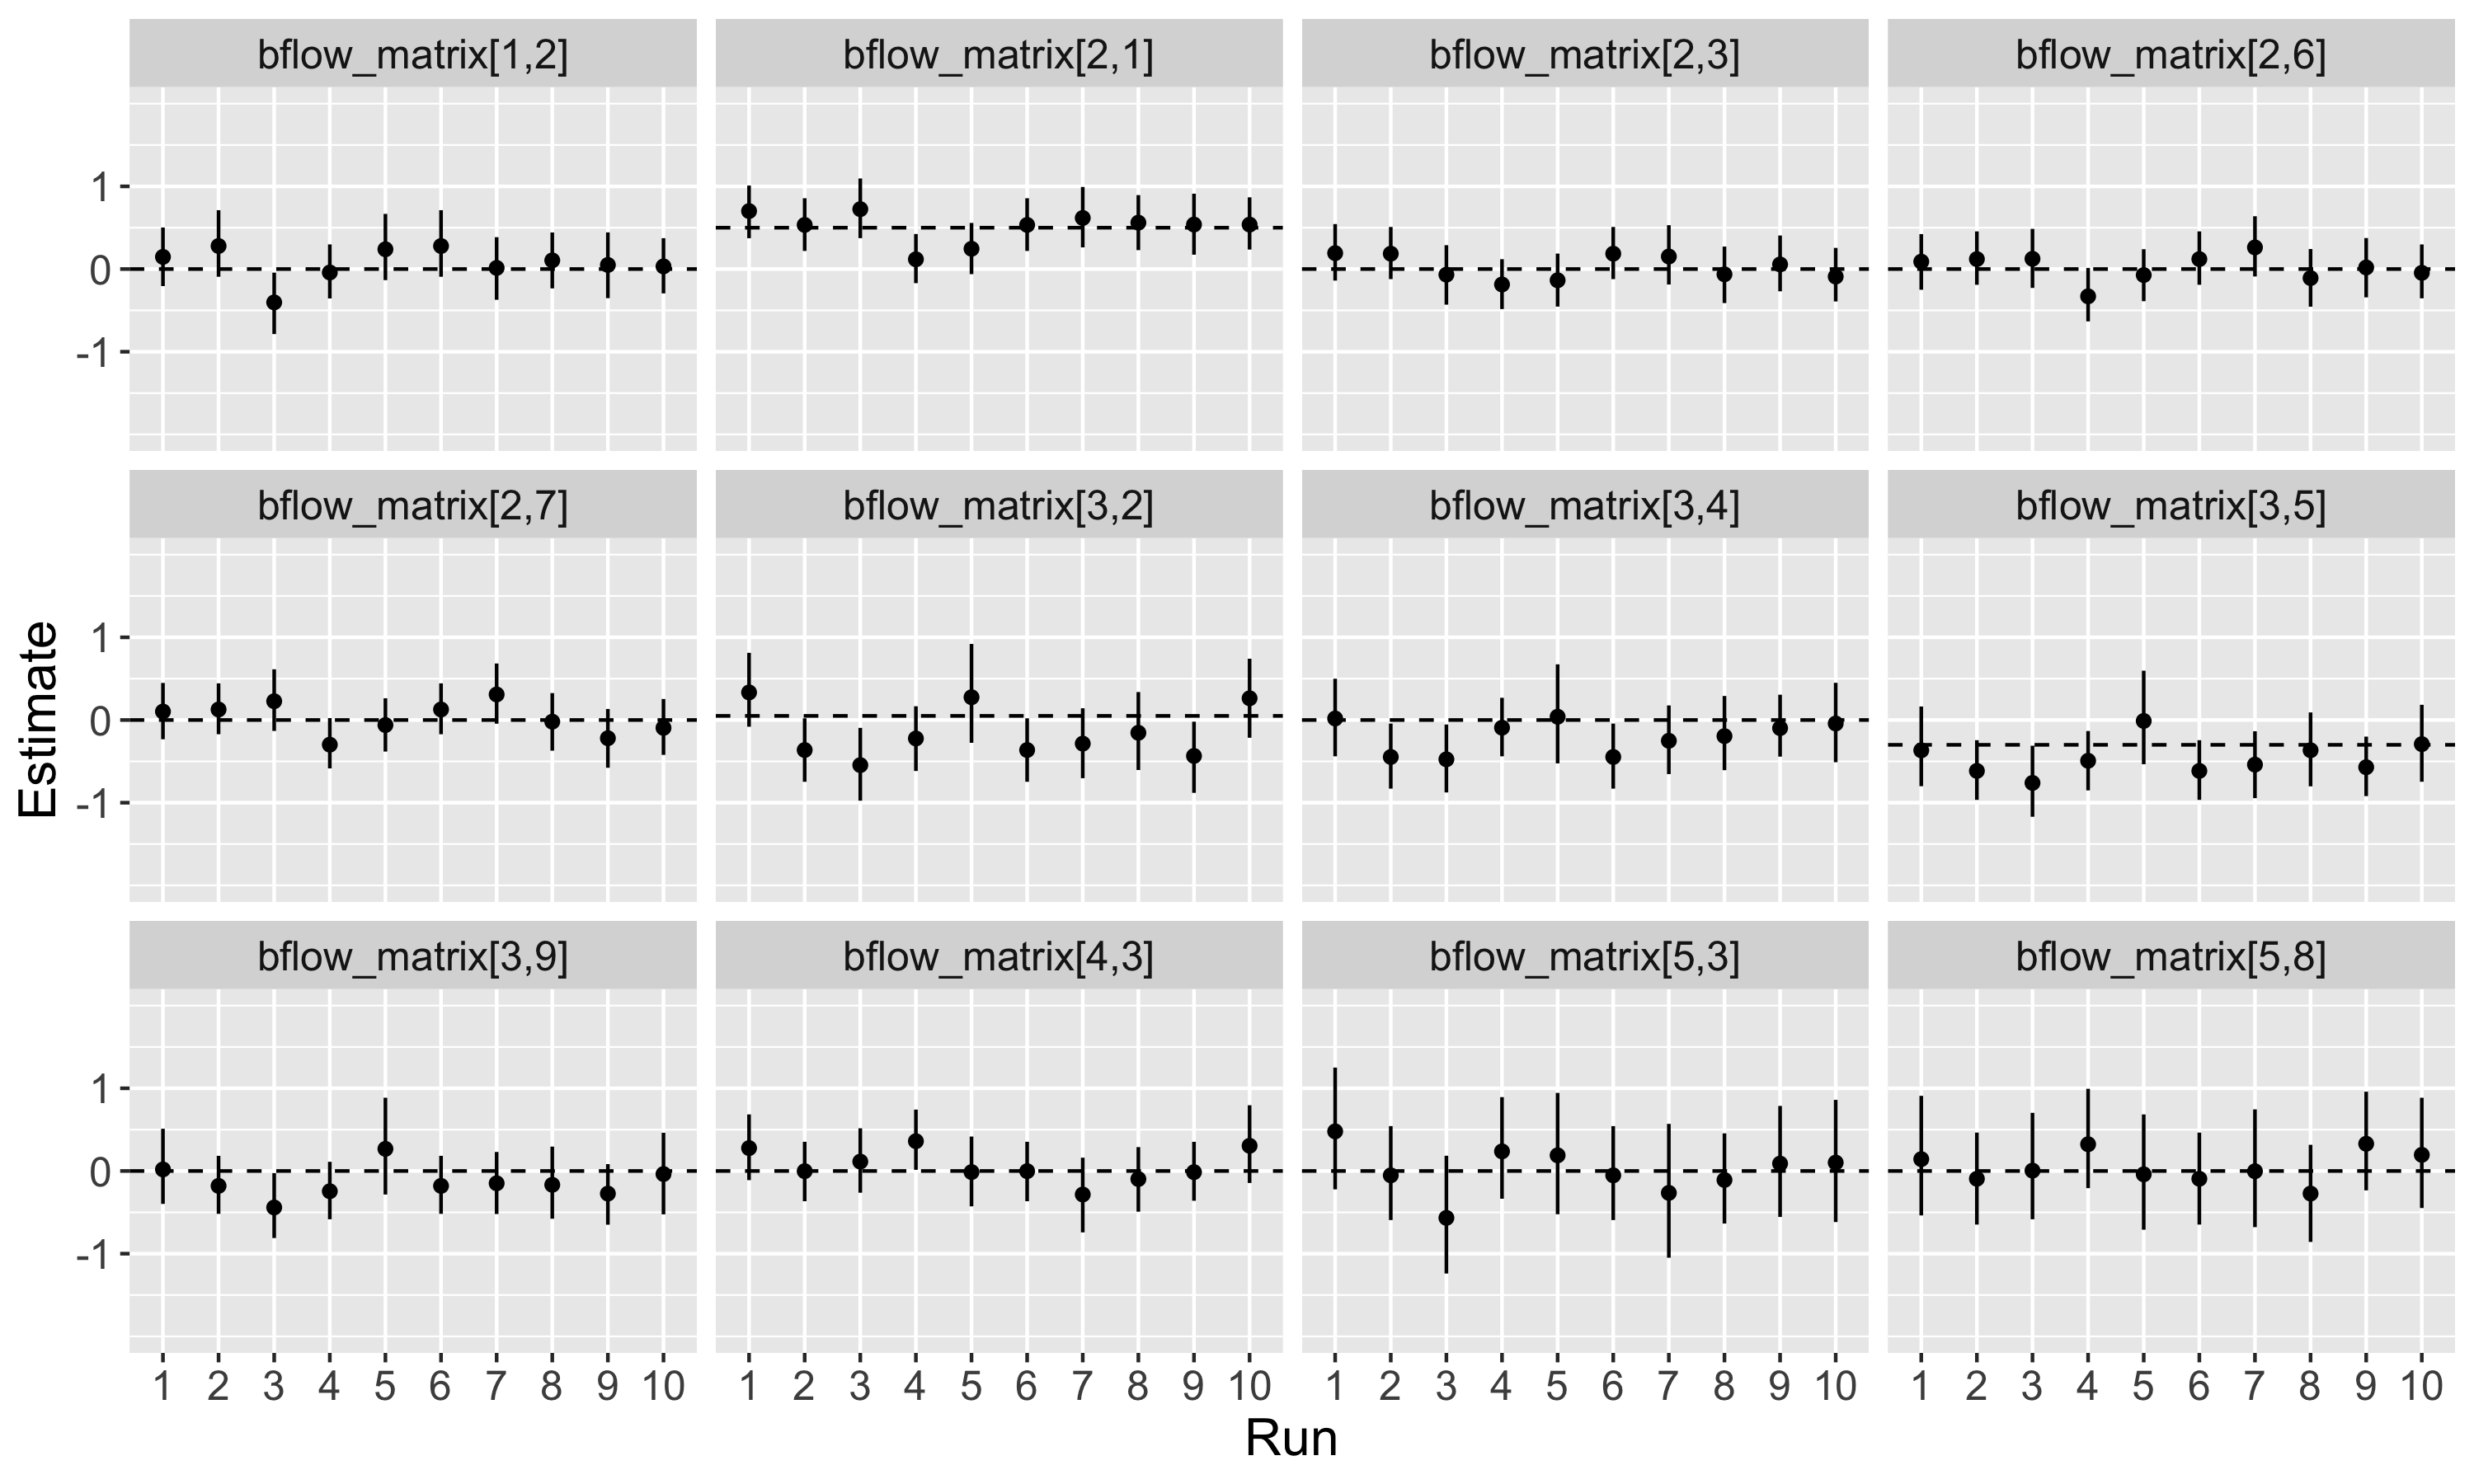 bflow_matrix[1,2] bflow_matrix[2,1] bflow_matrix[2,3] bflow_matrix[2,6]
1
0
-1
bflow_matrix[2,7] bflow_matrix[3,2] bflow_matrix[3,4] bflow_matrix[3,5]
Estimate
1
0
-1
bflow_matrix[3,9] bflow_matrix[4,3] bflow_matrix[5,3] bflow_matrix[5,8]
1
0
-1
1 2 3 4 5 6 7 8 9 10 1 2 3 4 5 6 7 8 9 10 1 2 3 4 5 6 7 8 9 10 1 2 3 4 5 6 7 8 9 10
Run